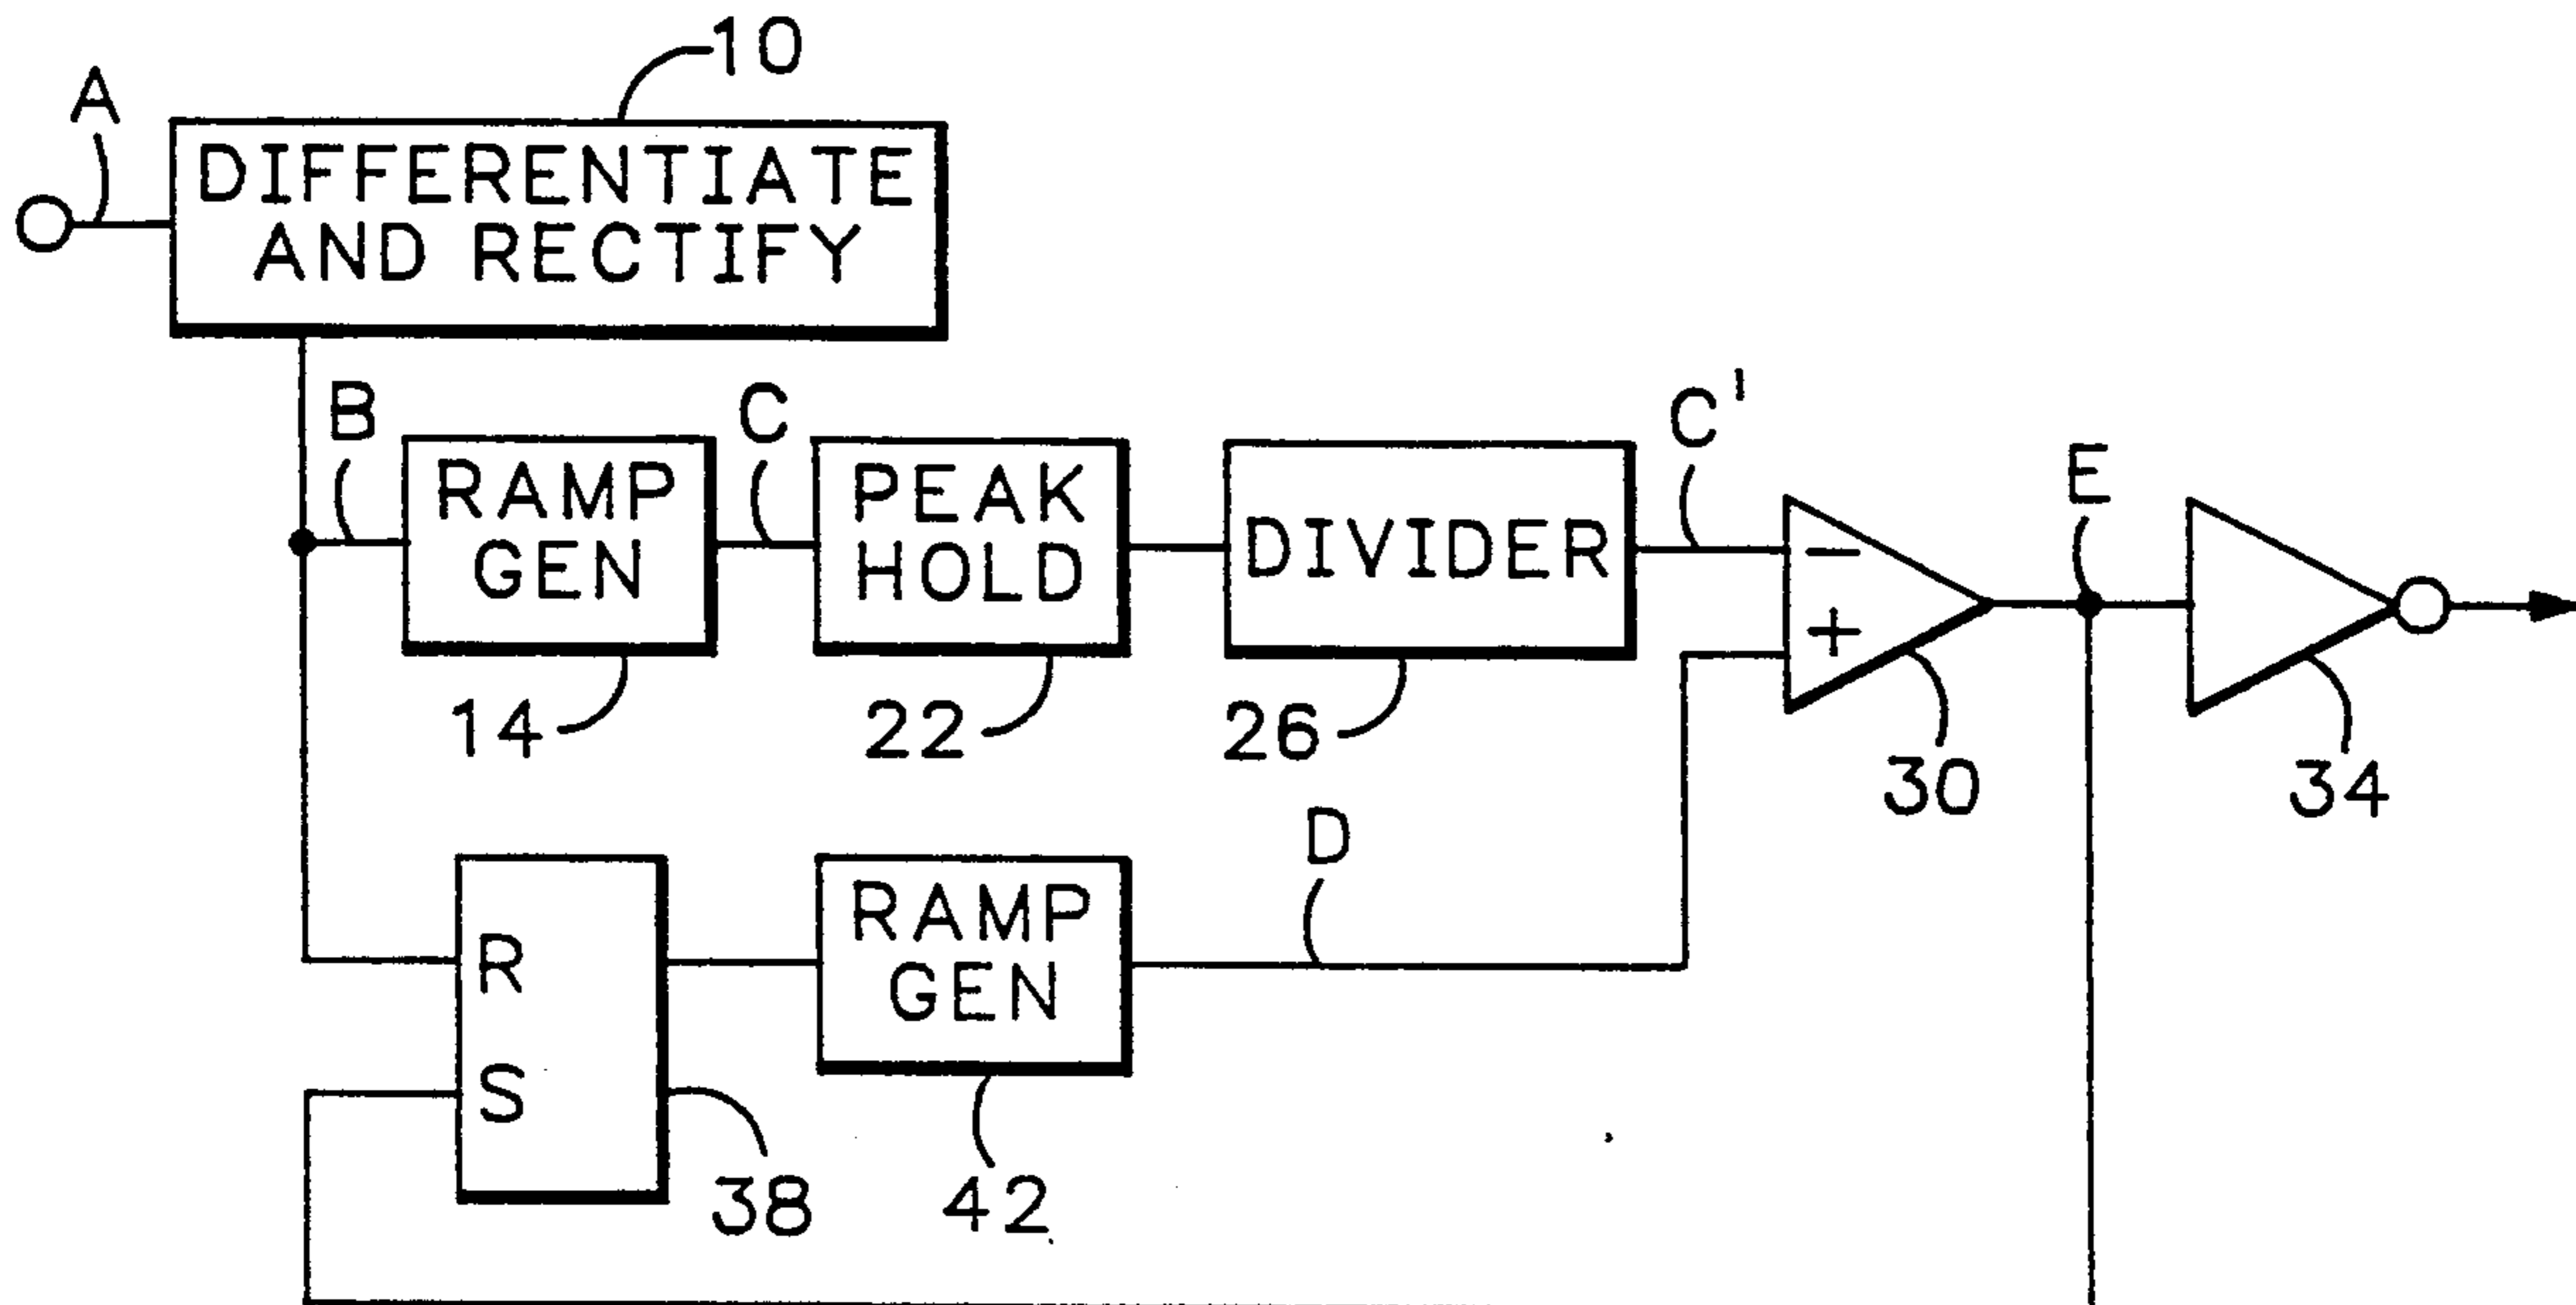 10
A
DIFFERENTIATE
AND RECTIFY
B
C
C'
E
RAMP
GEN
PEAK
HOLD
DIVIDER
−
+
14
22
26
30
34
D
R
S
RAMP
GEN
38
42